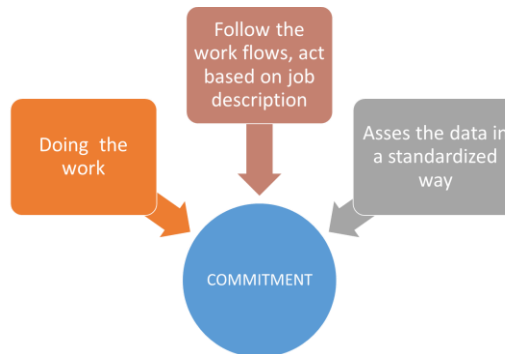 Follow the
work flows, act
based on job
description
Doing the
work
Asses the data in
a standardized
way
COMMITMENT